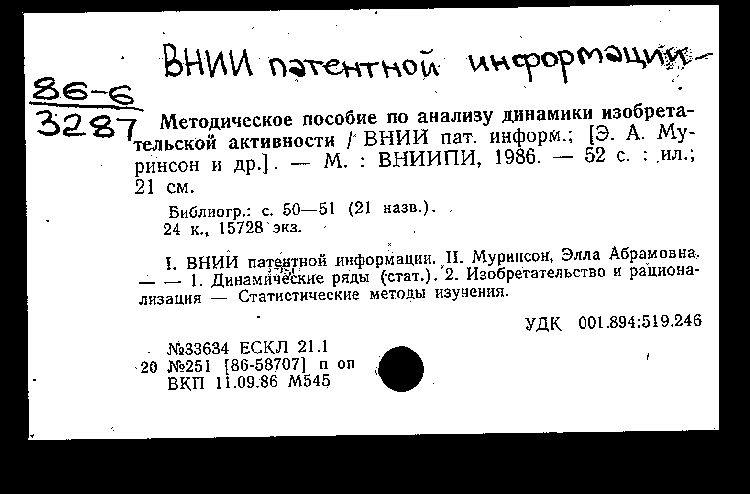 ВНИИ патентной информации
86-6
3287
Методическое пособие по анализу динамики изобрета-
тельской активности / ВНИИ пат. информ.; [Э. А. Му-
ринсон и др.]. — М. : ВНИИПИ, 1986. — 52 с. : ил.;
21 см.
Библиогр.: с. 50—51 (21 назв.).
24 к., 15728 экз.
I. ВНИИ патентной информации. II. Муринсон, Элла Абрамовна.
— — 1. Динамические ряды (стат.). 2. Изобретательство и рациона-
лизация — Статистические методы изучения.
УДК 001.894:519.246
№33634 ЕСКЛ 21.1
20 №251 [86-58707] п оп
ВКП 11.09.86 М545